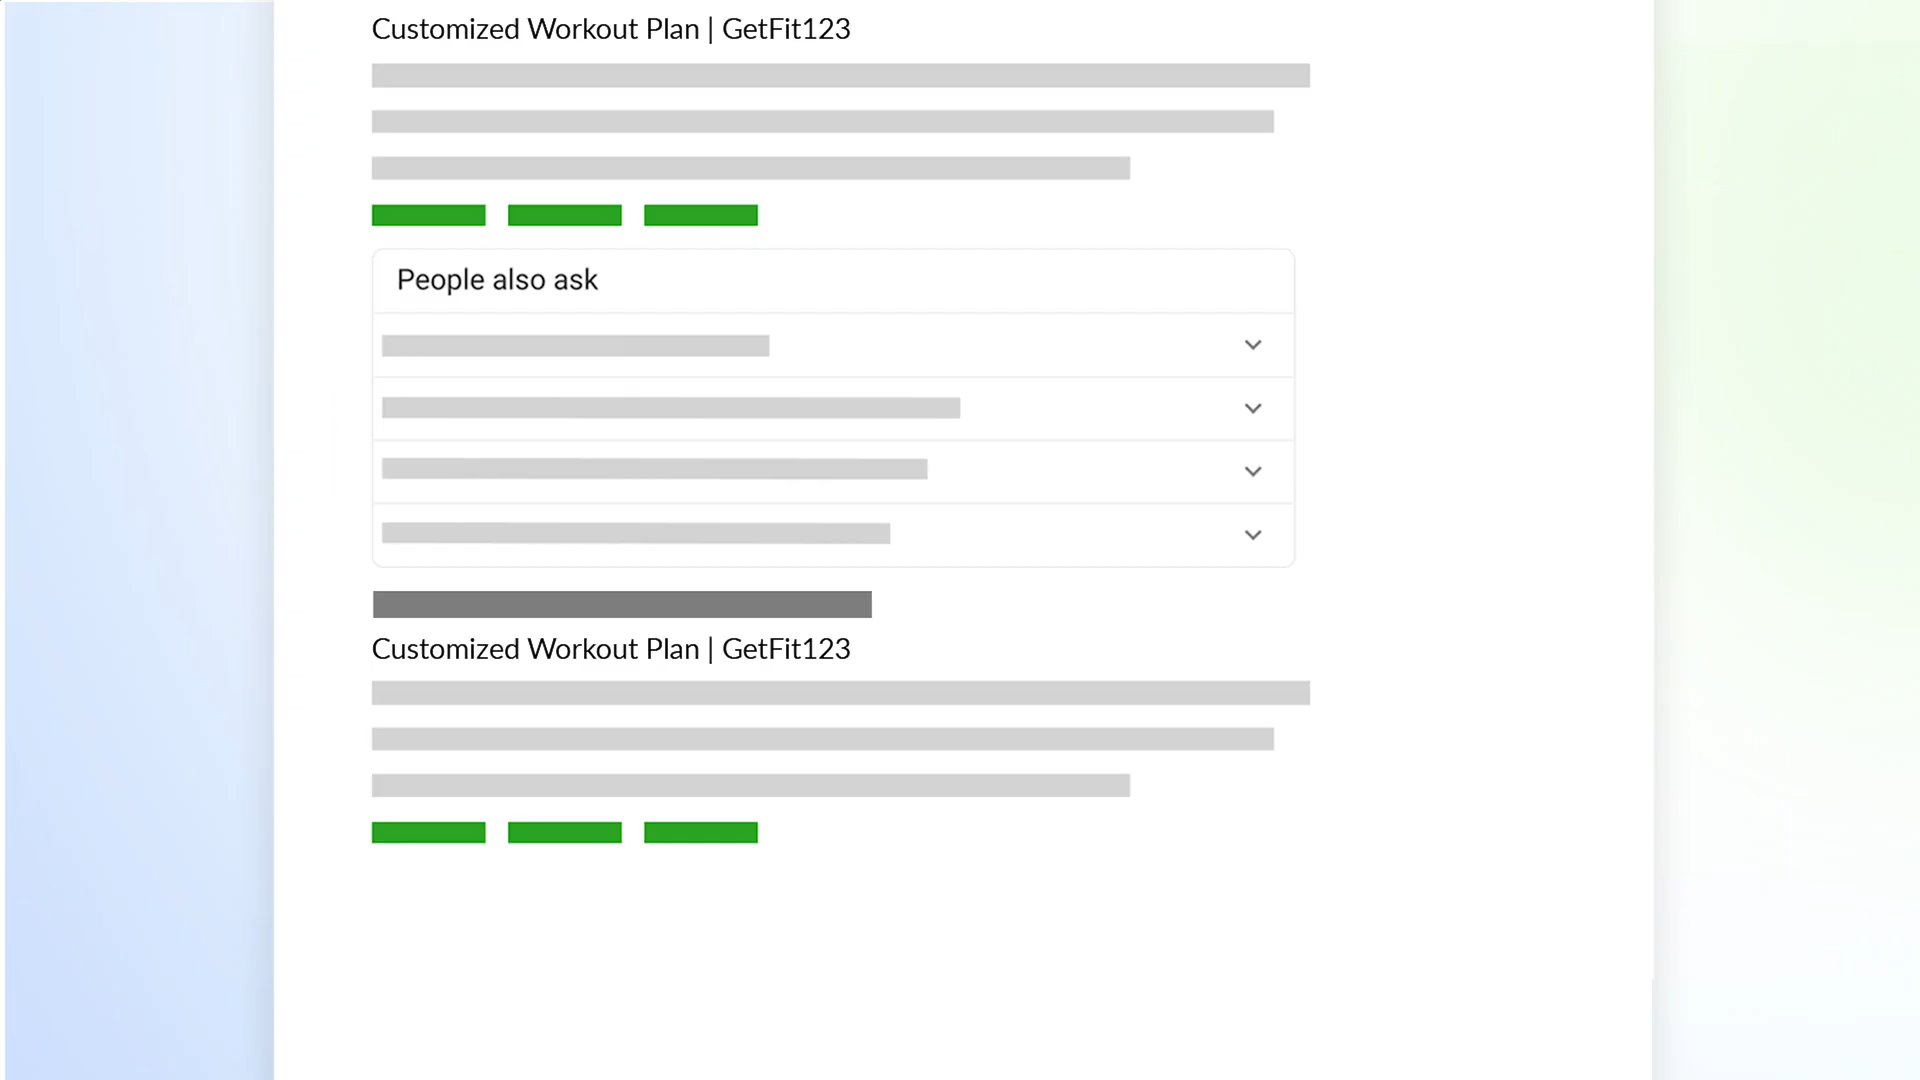 Customized Workout Plan | GetFit123
People also ask
Customized Workout Plan | GetFit123